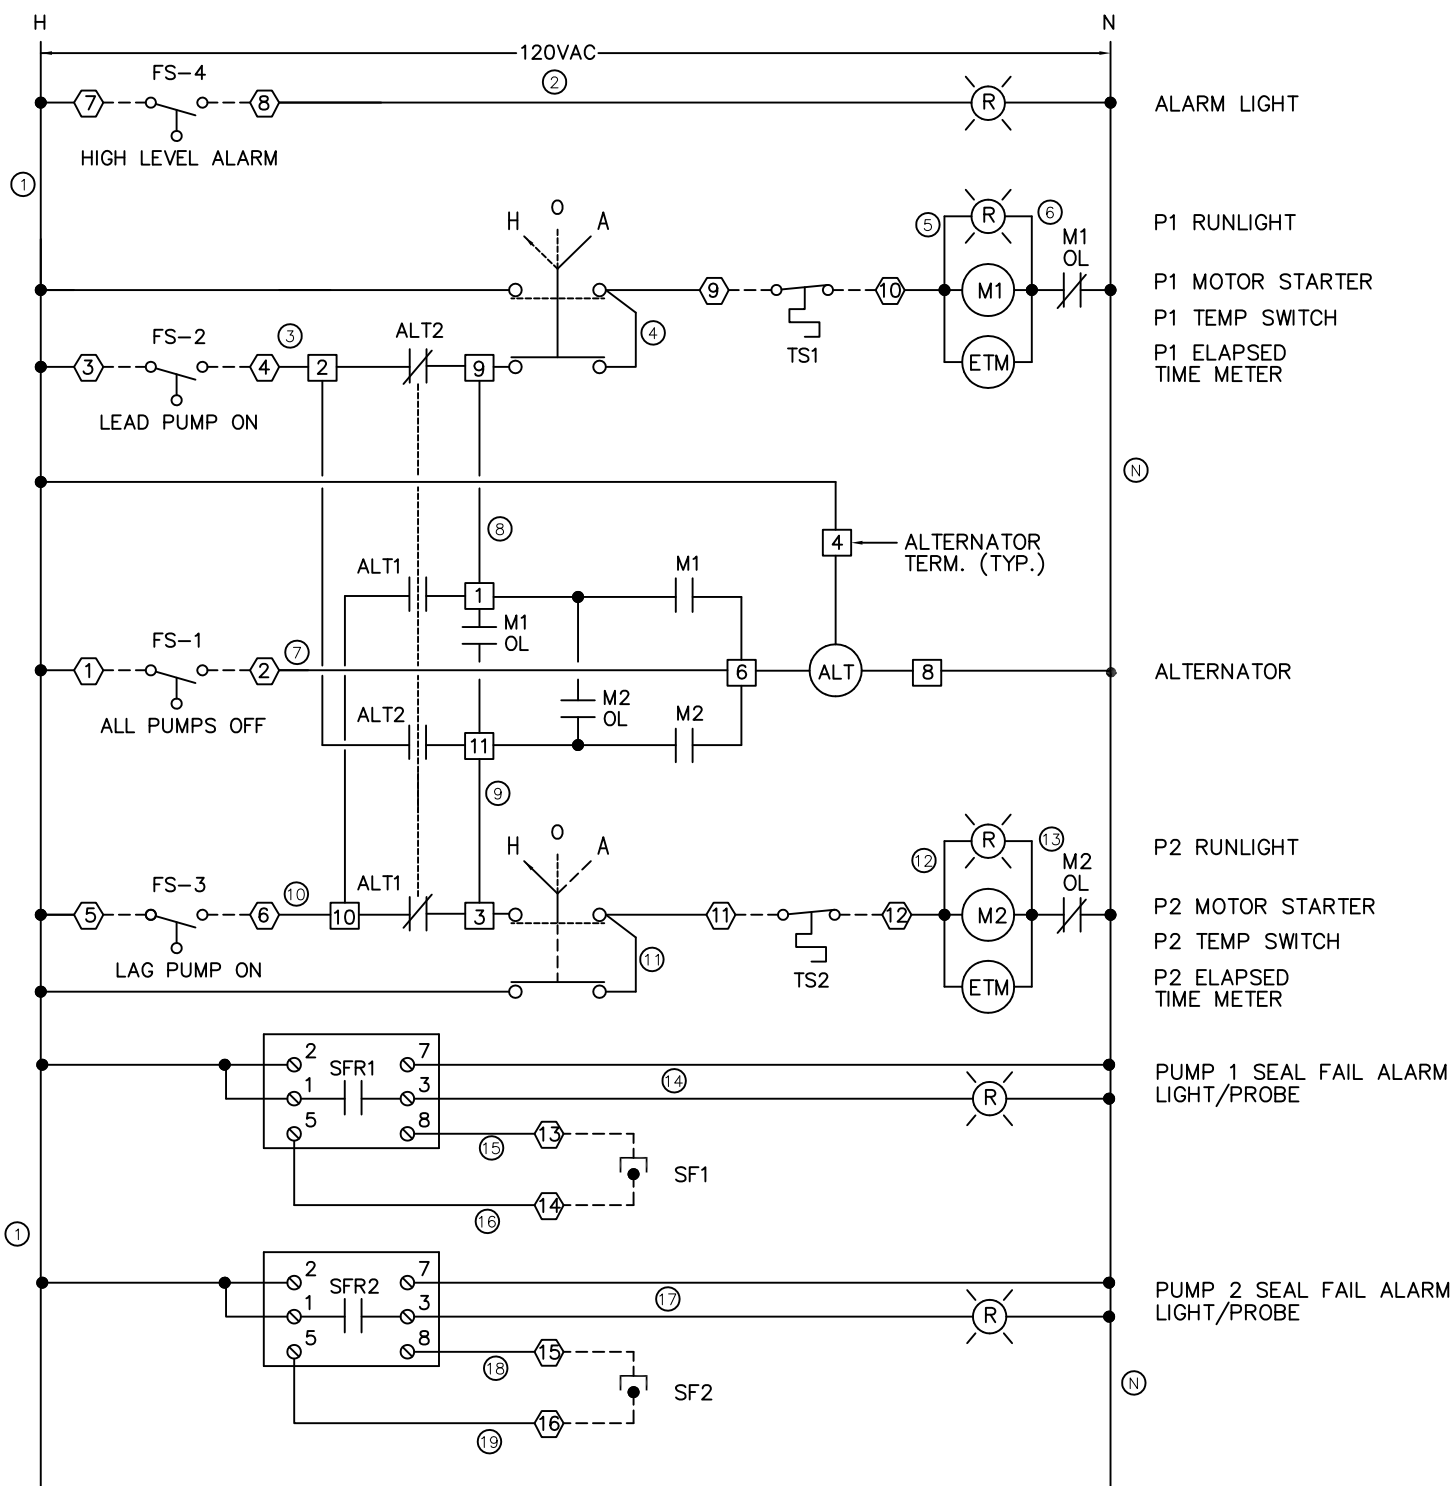 H
N
120VAC
2
FS-4
7
8
R
ALARM LIGHT
HIGH LEVEL ALARM
1
H
O
A
5
R
6
P1 RUNLIGHT
M1
OL
9
TS1
10
M1
P1 MOTOR STARTER
P1 TEMP SWITCH
4
FS-2
3
ALT2
3
4
2
9
ETM
P1 ELAPSED
TIME METER
LEAD PUMP ON
N
8
4
ALTERNATOR
TERM. (TYP.)
ALT1
1
M1
M1
OL
FS-1
7
1
2
6
ALT
8
ALTERNATOR
ALL PUMPS OFF
ALT2
M2
OL
M2
11
9
H
O
A
12
R
13
P2 RUNLIGHT
M2
OL
FS-3
10
ALT1
5
6
10
3
11
TS2
12
M2
P2 MOTOR STARTER
P2 TEMP SWITCH
LAG PUMP ON
11
ETM
P2 ELAPSED
TIME METER
2
SFR1
7
1
3
5
8
14
R
PUMP 1 SEAL FAIL ALARM
LIGHT/PROBE
15
13
SF1
16
14
1
2
SFR2
7
1
3
5
8
17
R
PUMP 2 SEAL FAIL ALARM
LIGHT/PROBE
18
15
SF2
N
19
16